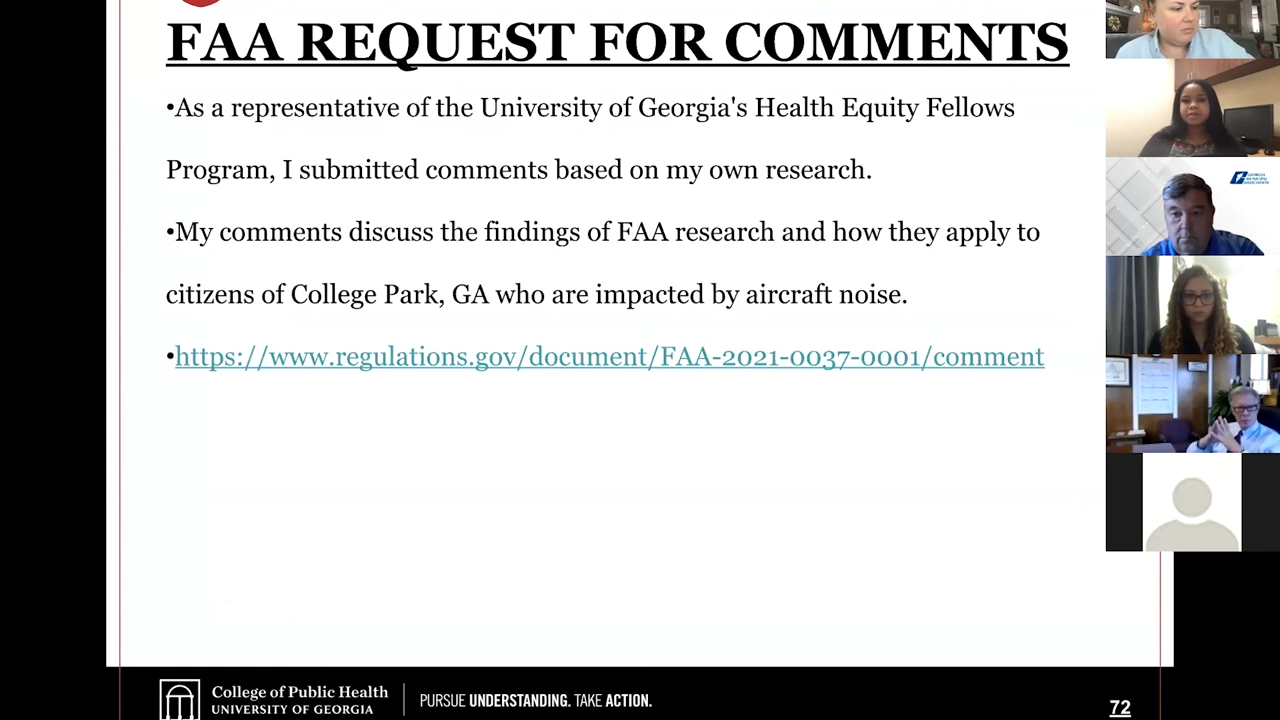 FAA REQUEST FOR COMMENTS
•As a representative of the University of Georgia's Health Equity Fellows
Program, I submitted comments based on my own research.
•My comments discuss the findings of FAA research and how they apply to
citizens of College Park, GA who are impacted by aircraft noise.
•https://www.regulations.gov/document/FAA-2021-0037-0001/comment
GEORGIA
MUNICIPAL
ASSOCIATION
College of Public Health
UNIVERSITY OF GEORGIA
PURSUE UNDERSTANDING. TAKE ACTION.
72